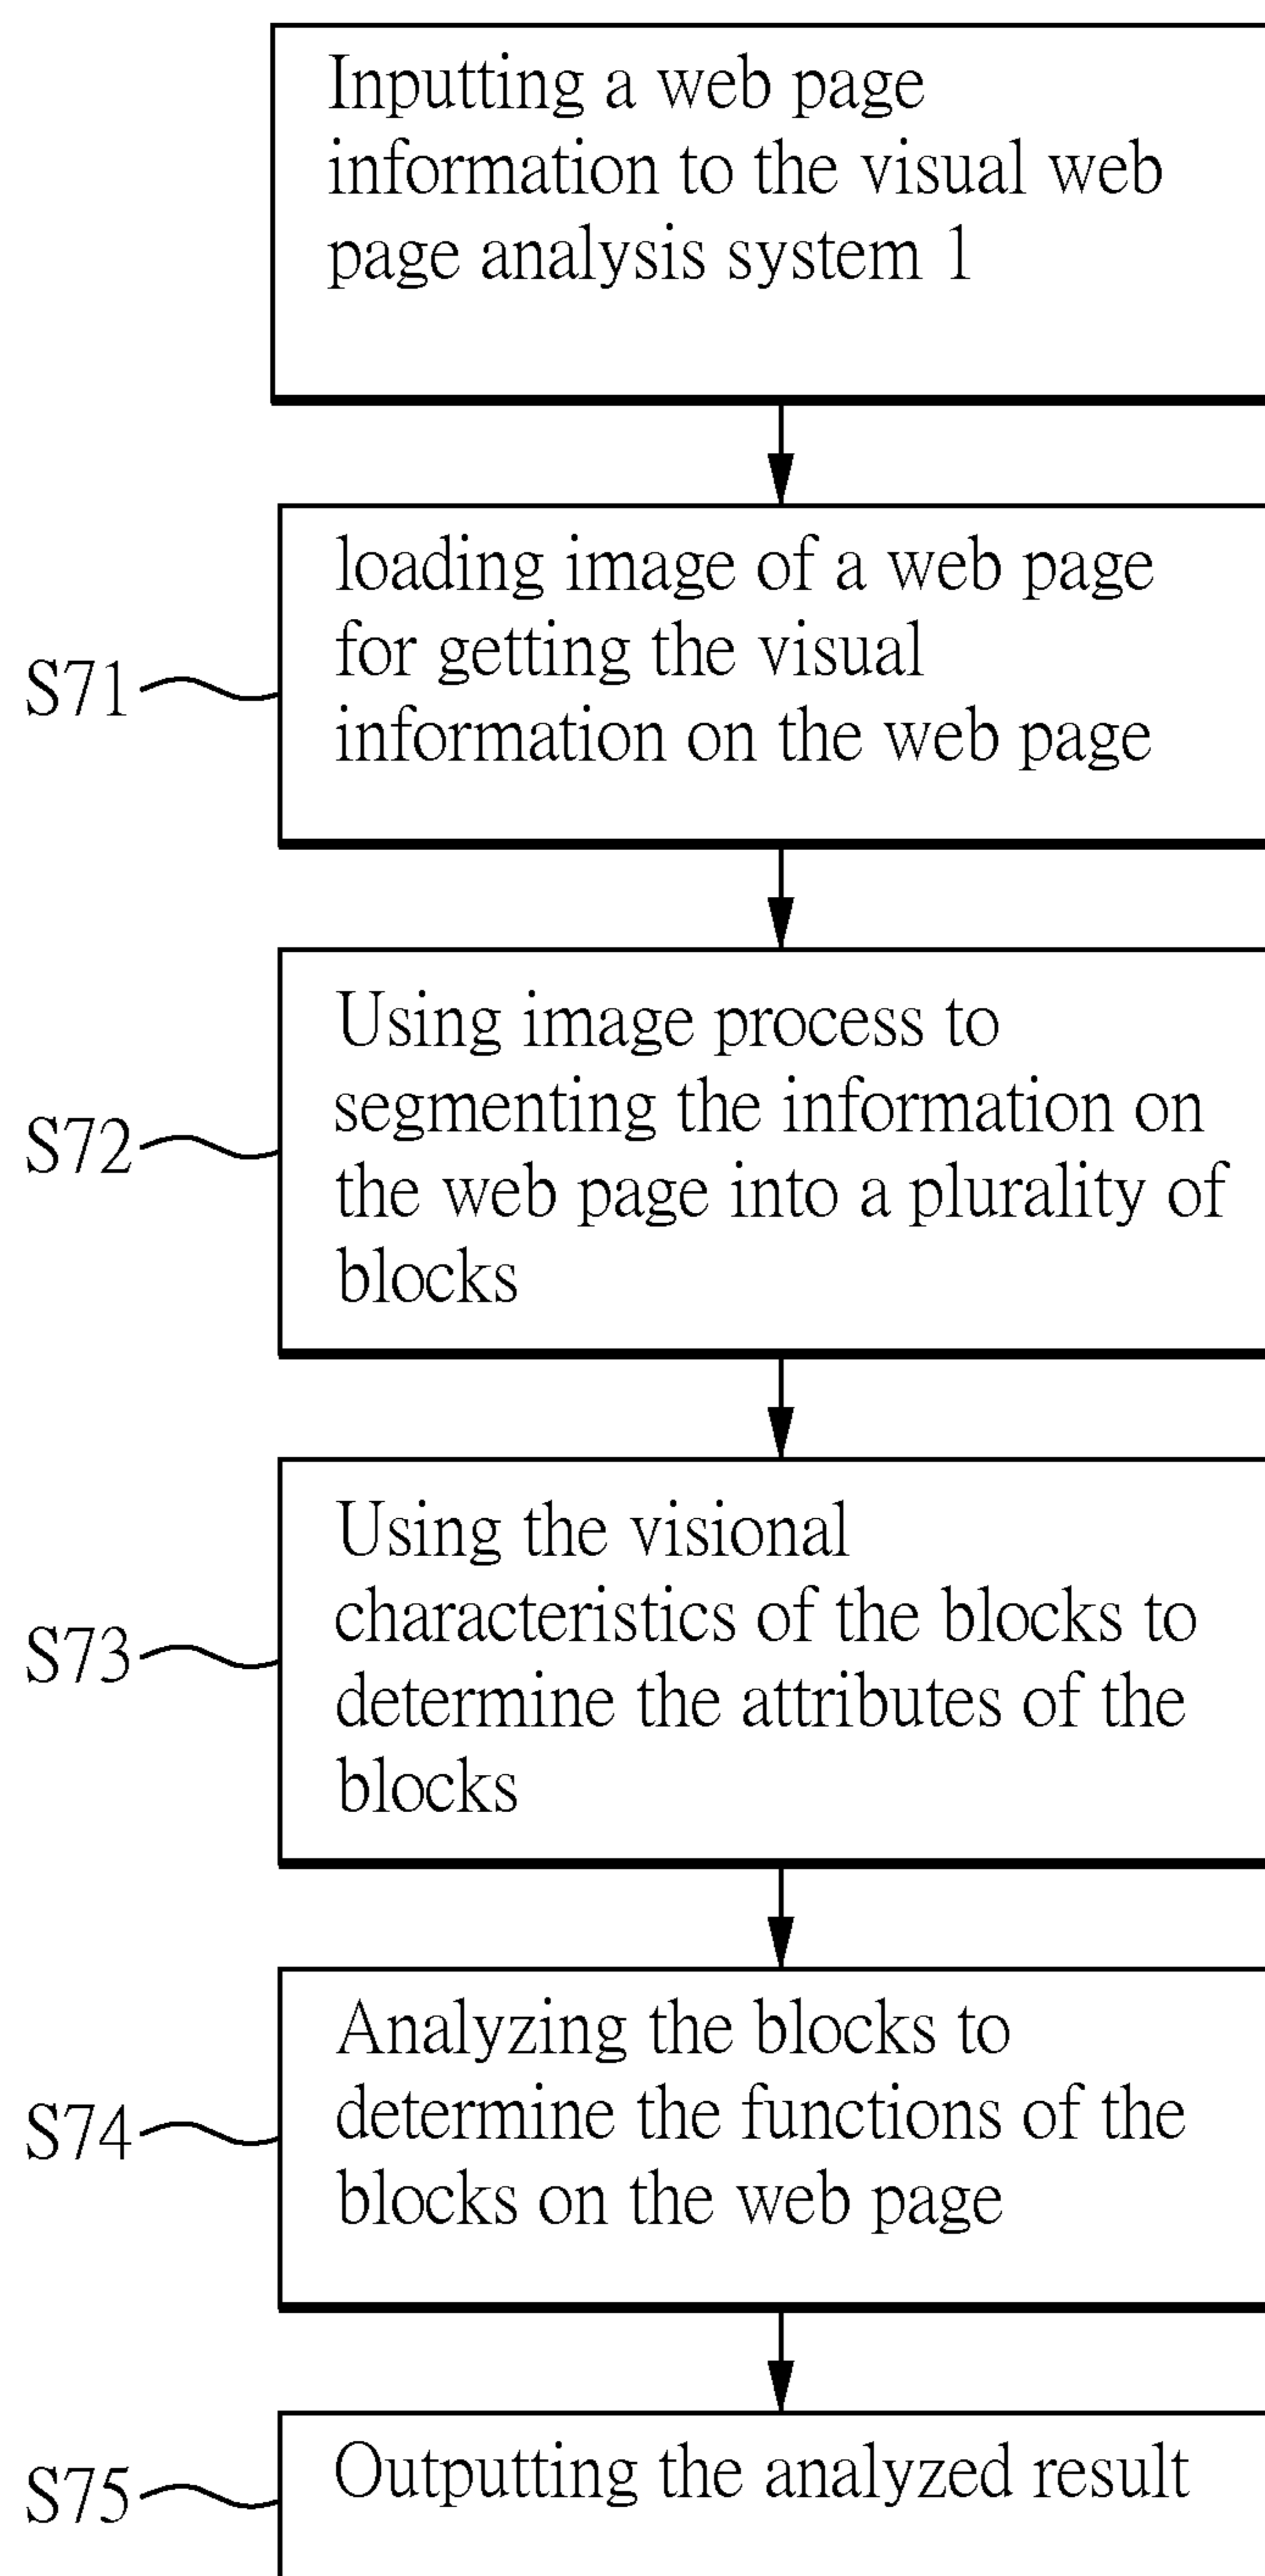 Inputting a web page
information to the visual web
page analysis system 1
loading image of a web page
for getting the visual
information on the web page
S71
Using image process to
segmenting the information on
the web page into a plurality of
blocks
S72
Using the visional
characteristics of the blocks to
determine the attributes of the
blocks
S73
Analyzing the blocks to
determine the functions of the
blocks on the web page
S74
Outputting the analyzed result
S75